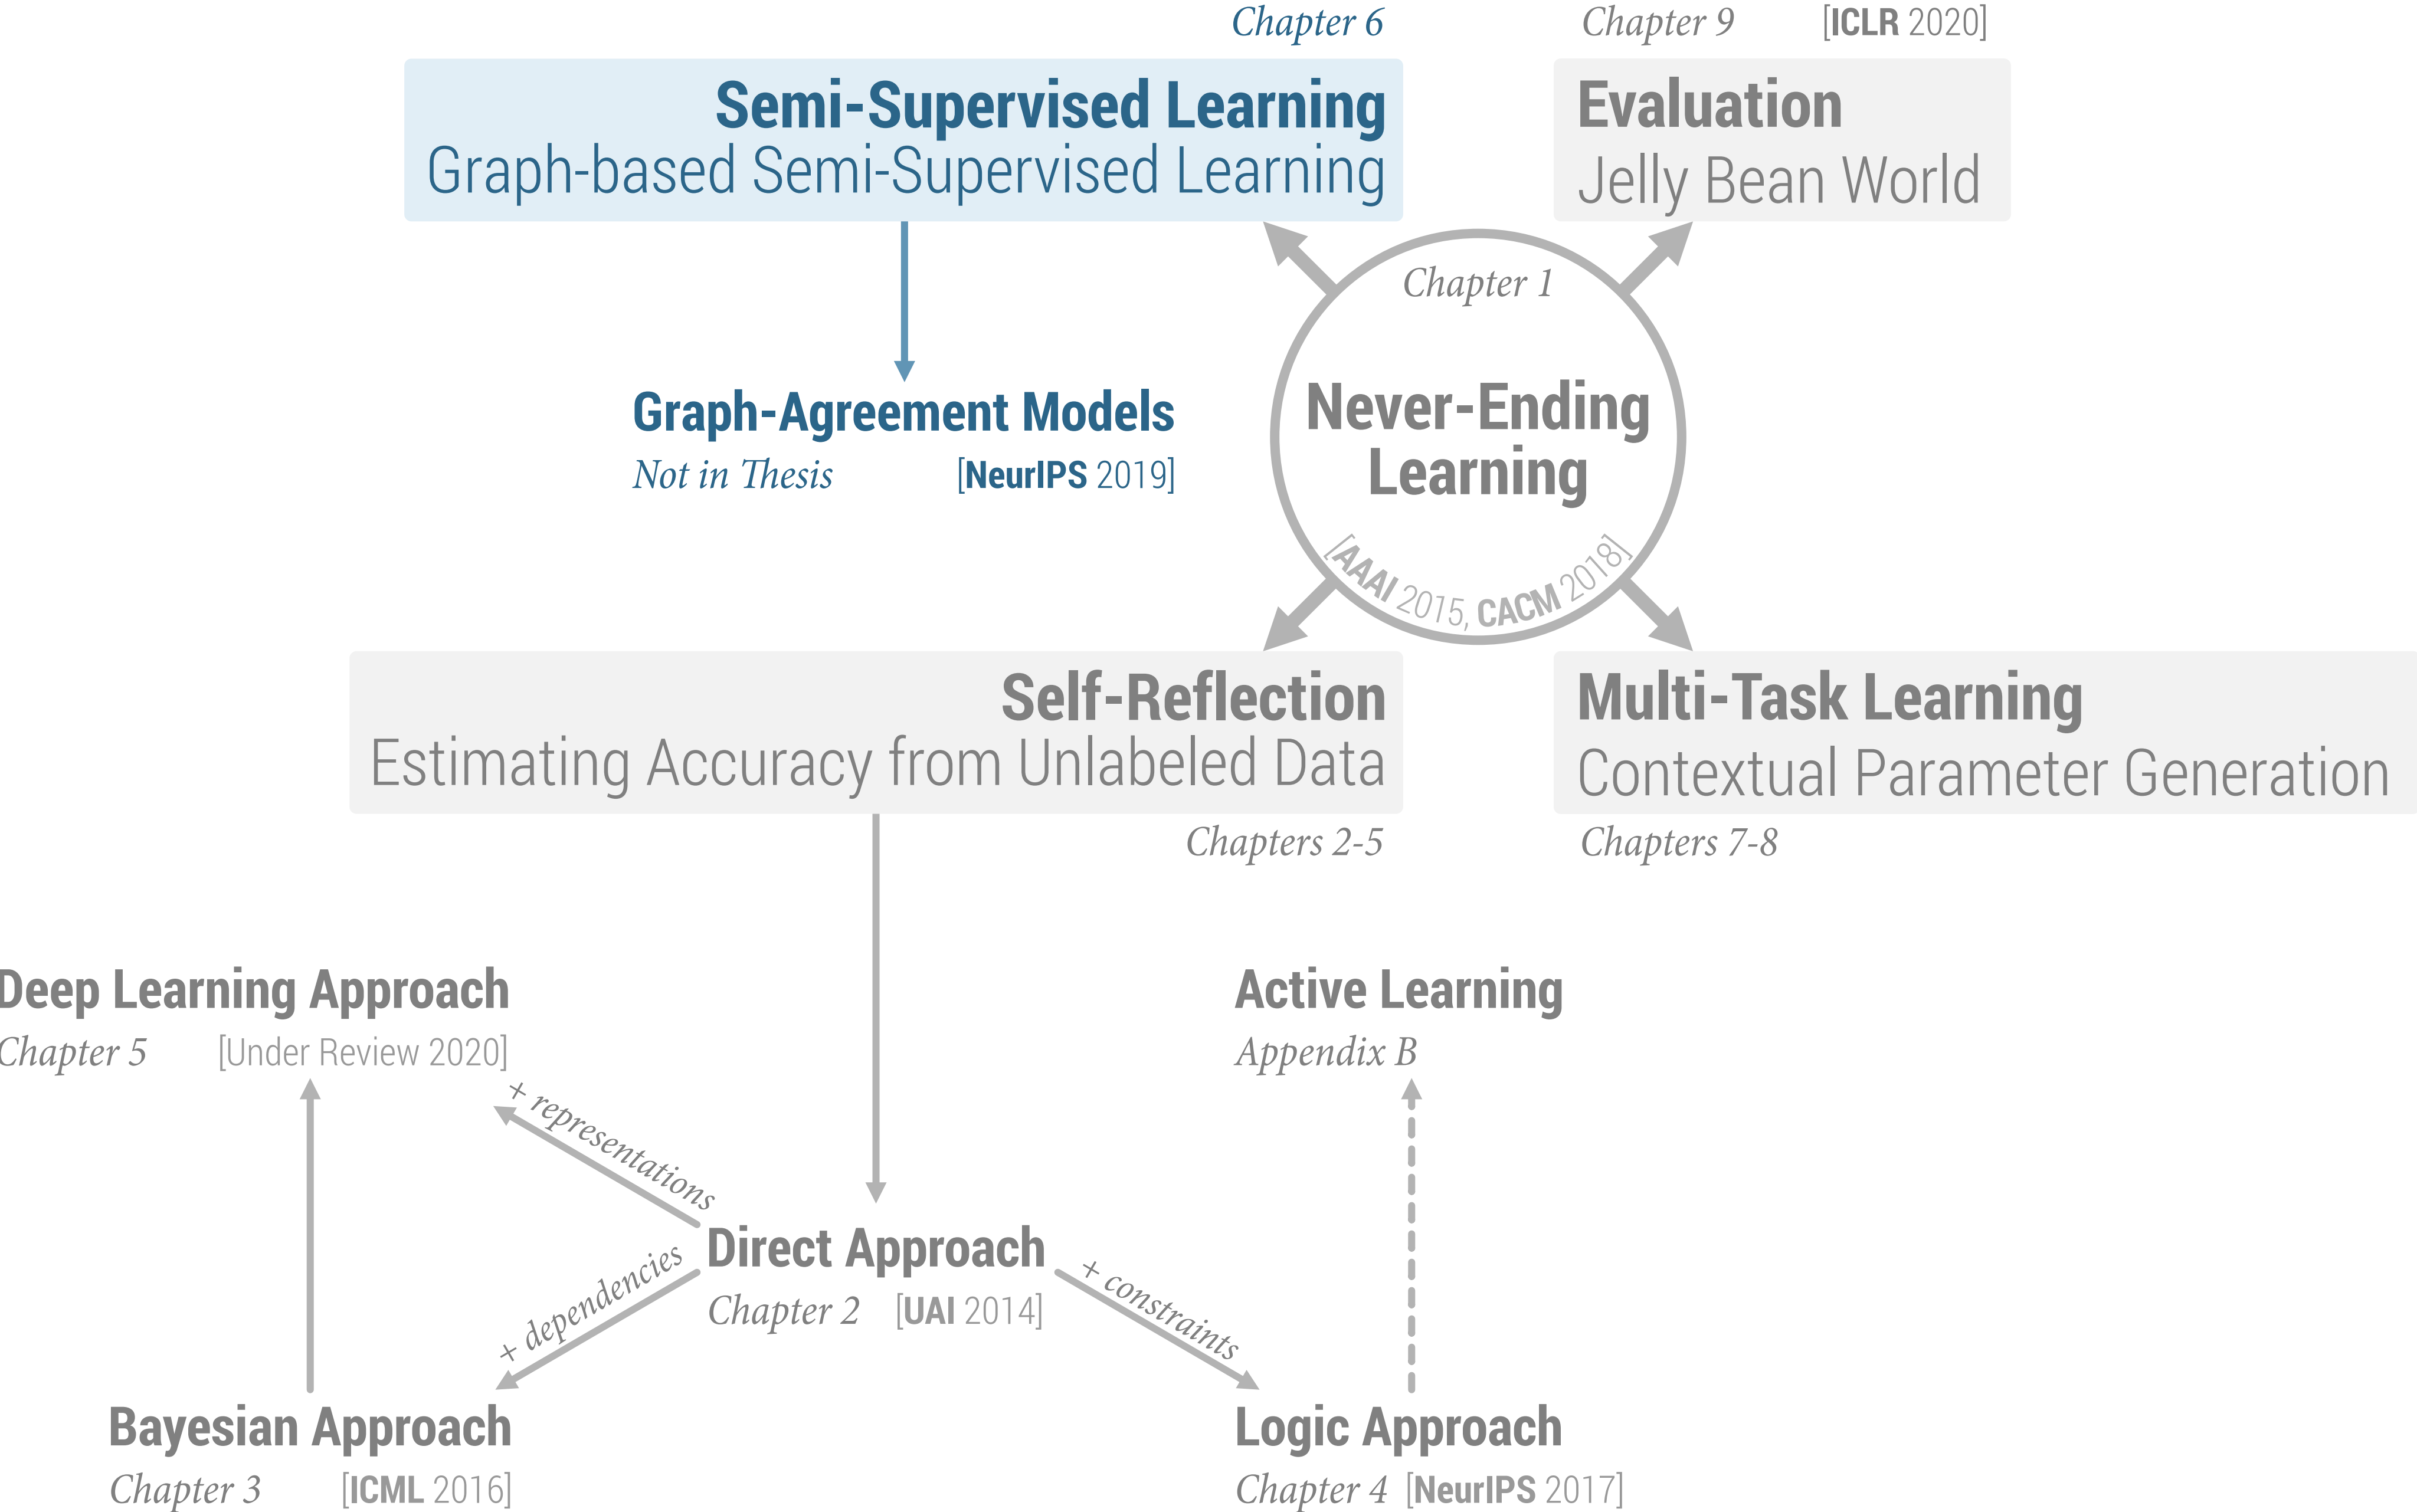 Chapter 6
Semi-Supervised Learning
Graph-based Semi-Supervised Learning
Chapter 9 [ICLR 2020]
Evaluation
Jelly Bean World
Chapter 1
Never-Ending
Learning
[AAAI 2015, CACM 2018]
Graph-Agreement Models
Not in Thesis [NeurIPS 2019]
Self-Reflection
Estimating Accuracy from Unlabeled Data
Chapters 2-5
Multi-Task Learning
Contextual Parameter Generation
Chapters 7-8
Deep Learning Approach
Chapter 5 [Under Review 2020]
Active Learning
Appendix B
+ representations
+ dependencies
Direct Approach
Chapter 2 [UAI 2014]
+ constraints
Bayesian Approach
Chapter 3 [ICML 2016]
Logic Approach
Chapter 4 [NeurIPS 2017]